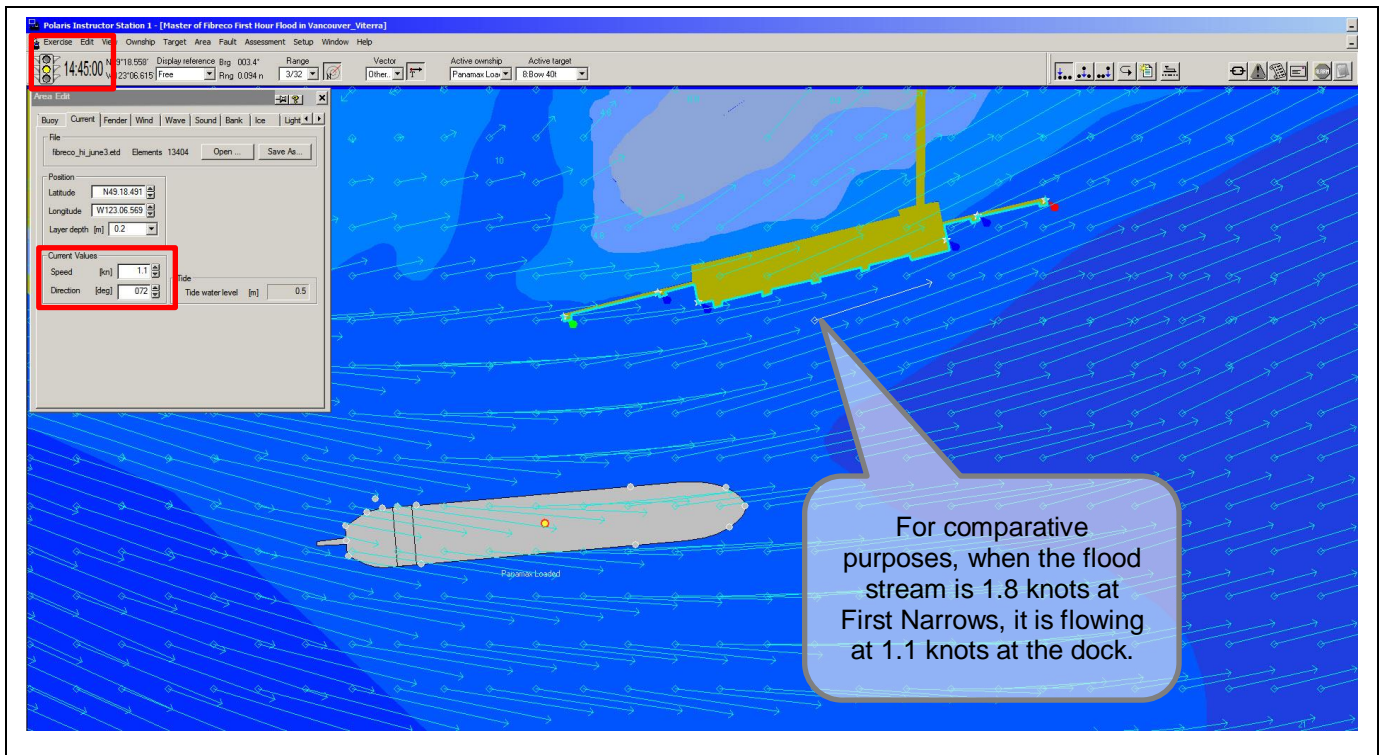 Polaris Instructor Station 1 - [Master of Fibreco First Hour Flood in Vancouver_Viterra]
Exercise Edit View Ownship Target Area Fault Assessment Setup Window Help
14:45:00
Display reference Brg 003.4° Range Vector Active ownship Active target
Free Rng 0.094 n 3/32 Other.. Panamax Loa 8:Bow 40t
Area Edit
Buoy Current Fender Wind Wave Sound Bank Ice Light
File
fibreco_hi_june3.etd Elements 13404 Open ... Save As...
Position
Latitude N49.18.491
Longitude W123.06.569
Layer depth [m] 0.2
Current Values
Speed [kn] 1.1
Direction [deg] 072
Tide
Tide water level [m] 0.5
10
Panamax Loaded
For comparative
purposes, when the flood
stream is 1.8 knots at
First Narrows, it is flowing
at 1.1 knots at the dock.